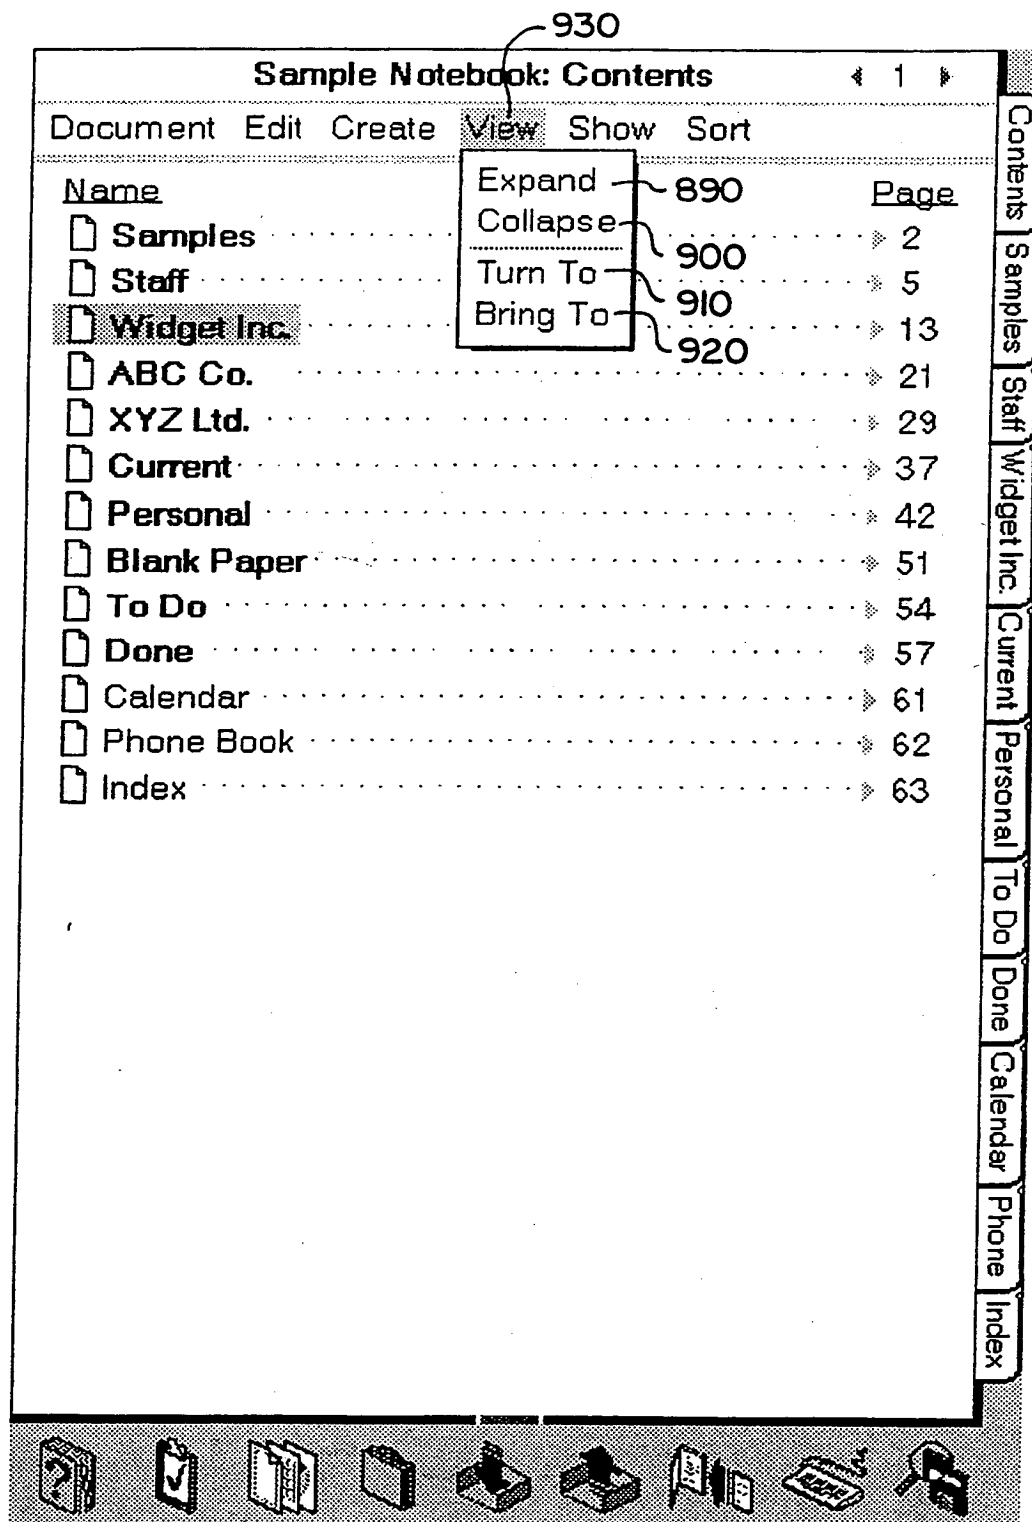 930
Sample Notebook: Contents 1
Document Edit Create View Show Sort
Name Page
Expand 890
Collapse 900
Turn To 910
Bring To 920
Samples 2
Staff 5
Widget Inc. 13
ABC Co. 21
XYZ Ltd. 29
Current 37
Personal 42
Blank Paper 51
To Do 54
Done 57
Calendar 61
Phone Book 62
Index 63
Contents
Samples
Staff
Widget Inc.
Current
Personal
To Do
Done
Calendar
Phone
Index
?